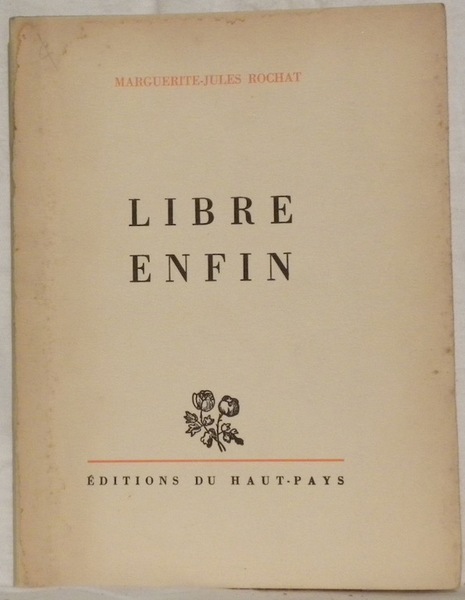 MARGUERITE-JULES ROCHAT
LIBRE
ENFIN
ÉDITIONS DU HAUT-PAYS